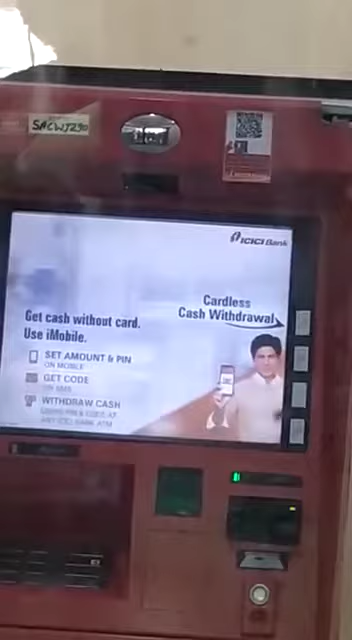 SACWJ290
ICICI Bank
Cardless
Cash Withdrawal
Get cash without card.
Use iMobile.
SET AMOUNT & PIN
ON MOBILE
GET CODE
ON SMS
WITHDRAW CASH
USING PIN & CODE AT
ANY ICICI BANK ATM